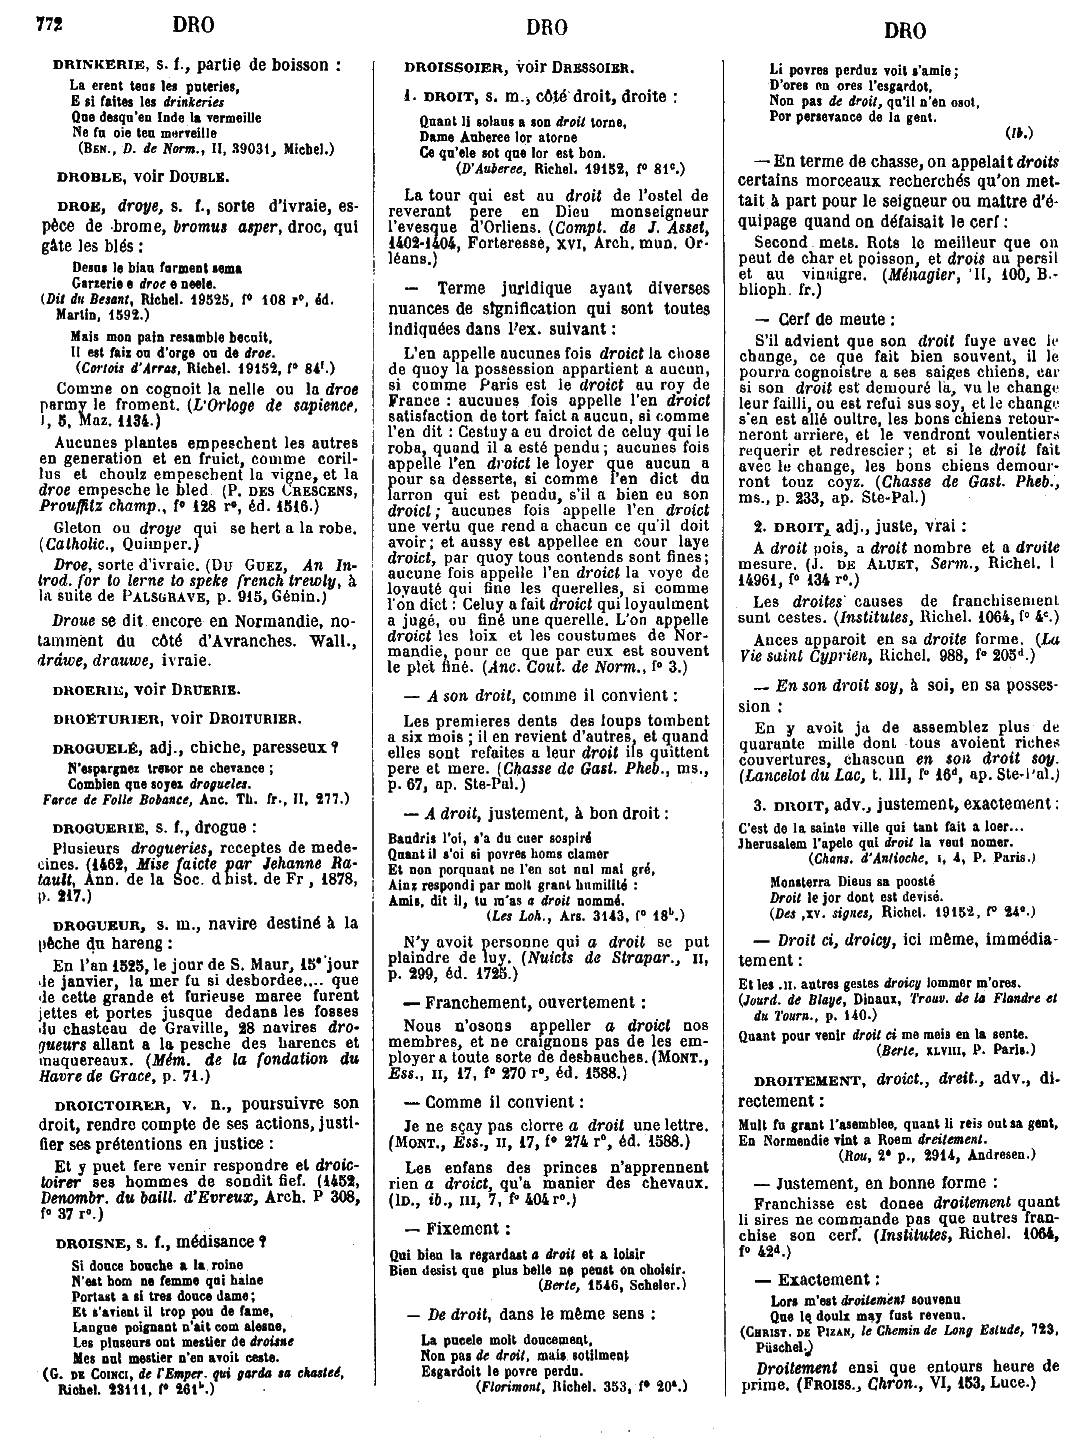 772 DRO
DRO
DRO
DRINKERIE, s. f., partie de boisson :
La erent tens les puteries,
E si faites les drinkeries
Que desqu'en Inde la vermeille
Ne fu oie teu merveille
(BEN., D. de Norm., II, 39031, Michel.)
DROBLE, voir DOUBLE.
DROE, droye, s. f., sorte d'ivraie, es-
pèce de brome, bromus asper, droc, qui
gâte les blés :
Desus le bian furment sema
Garzerie e droe e neele.
(Dit du Besant, Richel. 19525, f° 108 r°, éd.
Martin, 1592.)
Mais mon pain resamble becuit,
Il est faiz ou d'orge ou de droe.
(Cortois d'Arras, Richel. 19152, f° 84f.)
Comme on cognoit la nelle ou la droe
parmy le froment. (L'Orloge de sapience,
I, 5, Maz. 1134.)
Aucunes plantes empeschent les autres
en generation et en fruict, comme coril-
lus et choulz empeschent la vigne, et la
droe empesche le bled. (P. DES CRESCENS,
Prouffitz champ., f° 128 r°, éd. 1516.)
Gleton ou droye qui se hert a la robe.
(Catholic., Quimper.)
Droe, sorte d'ivraie. (DU GUEZ, An In-
trod. for to lerne to speke french trewly, à
la suite de PALSGRAVE, p. 915, Génin.)
Droue se dit encore en Normandie, no-
tamment du côté d'Avranches. Wall.,
dráwe, drauwe, ivraie.
DROERIE, voir DRUERIE.
DROETURIER, voir DROITURIER.
DROGUELÉ, adj., chiche, paresseux ?
N'espargnez tresor ne chevance ;
Combien que soyez drogueles.
Farce de Folle Bobance, Anc. Th. fr., II, 277.)
DROGUERIE, s. f., drogue :
Plusieurs drogueries, receptes de mede-
cines. (1462, Mise faicte par Jehanne Ra-
tault, Ann. de la Soc. d hist. de Fr , 1878,
p. 217.)
DROGUEUR, s. m., navire destiné à la
pêche du hareng :
En l'an 1525, le jour de S. Maur, 15e jour
de janvier, la mer fu si desbordee.... que
de cette grande et furieuse maree furent
jettes et portes jusque dedans les fosses
du chasteau de Graville, 28 navires dro-
gueurs allant a la pesche des harencs et
maquereaux. (Mém. de la fondation du
Havre de Grace, p. 71.)
DROICTOIRER, v. n., poursuivre son
droit, rendre compte de ses actions, justi-
fier ses prétentions en justice :
Et y puet fere venir respondre et droic-
toirer ses hommes de sondit fief. (1452,
Denombr. du baill. d'Evreux, Arch. P 308,
f° 37 r°.)
DROISNE, s. f., médisance ?
Si douce bouche a la roine
N'est hom ne femme qui haine
Portast a si tres douce dame ;
Et s'avient il trop pou de fame,
Langue poignant n'ait com alesne,
Les pluseurs ont mestier de droisne
Mes nul mestier n'en avoit ceste.
(G. DE COINCI, de l'Emper. qui garda sa chasteé,
Richel. 23111, f° 261b.)
DROISSOIER, voir DRESSOIER.
1. DROIT, s. m., côté droit, droite :
Quant li solaus a son droit torne,
Dame Auberee lor atorne
Ce qu'ele sot que lor est bon.
(D'Auberee, Richel. 19152, f° 81c.)
La tour qui est au droit de l'ostel de
reverant pere en Dieu monseigneur
l'evesque d'Orliens. (Compt. de J. Asset,
1402-1404, Forteresse, XVI, Arch. mun. Or-
léans.)
— Terme juridique ayant diverses
nuances de signification qui sont toutes
indiquées dans l'ex. suivant :
L'en appelle aucunes fois droict la chose
de quoy la possession appartient a aucun,
si comme Paris est le droict au roy de
France : aucunes fois appelle l'en droict
satisfaction de tort faict a aucun, si comme
l'en dit : Cestuy a eu droict de celuy qui le
roba, quand il a esté pendu ; aucunes fois
appelle l'en droict le loyer que aucun a
pour sa desserte, si comme l'en dict du
larron qui est pendu, s'il a bien eu son
droict ; aucunes fois appelle l'en droict
une vertu que rend a chacun ce qu'il doit
avoir ; et aussy est appellee en cour laye
droict, par quoy tous contends sont fines ;
aucune fois appelle l'en droict la voye de
loyauté qui fine les querelles, si comme
l'on dict : Celuy a fait droict qui loyaulment
a jugé, ou finé une querelle. L'on appelle
droict les loix et les coustumes de Nor-
mandie, pour ce que par eux est souvent
le plet finé. (Anc. Cout. de Norm., f° 3.)
— A son droit, comme il convient :
Les premieres dents des loups tombent
a six mois ; il en revient d'autres, et quand
elles sont refaites a leur droit ils quittent
pere et mere. (Chasse de Gast. Pheb., ms.,
p. 67, ap. Ste-Pal.)
— A droit, justement, à bon droit :
Baudris l'oi, s'a du cuer sospiré
Quant il s'oi si povres homs clamer
Et non porquant ne l'en sot nul mal gré,
Ainz respondi par molt grant humilité :
Amis, dit il, tu m'as a droit nommé.
(Les Loh., Ars. 3143, f° 18b.)
N'y avoit personne qui a droit se put
plaindre de luy. (Nuicts de Strapar., II,
p. 299, éd. 1725.)
— Franchement, ouvertement :
Nous n'osons appeller a droict nos
membres, et ne craignons pas de les em-
ployer a toute sorte de desbauches. (MONT.,
Ess., II, 17, f° 270 r°, éd. 1588.)
— Comme il convient :
Je ne sçay pas clorre a droit une lettre.
(MONT., Ess., II, 17, f° 274 r°, éd. 1588.)
Les enfans des princes n'apprennent
rien a droict, qu'a manier des chevaux.
(ID., ib., III, 7, f° 404 r°.)
— Fixement :
Qui bien la regardast a droit et a loisir
Bien desist que plus belle ne peust on choisir.
(Berte, 1546, Scheler.)
— De droit, dans le même sens :
La pucele molt doucement,
Non pas de droit, mais sotilment
Esgardoit le povre perdu.
(Florimont, Richel. 353, f° 20a.)
Li povres perduz voit s'amie ;
D'ores en ores l'esgardot,
Non pas de droit, qu'il n'en osot,
Por persevance de la gent.
(Ib.)
— En terme de chasse, on appelait droits
certains morceaux recherchés qu'on met-
tait à part pour le seigneur ou maître d'é-
quipage quand on défaisait le cerf :
Second mets. Rots le meilleur que on
peut de char et poisson, et drois au persil
et au vinaigre. (Ménagier, II, 100, B.-
blioph. fr.)
— Cerf de meute :
S'il advient que son droit fuye avec le
change, ce que fait bien souvent, il le
pourra cognoistre a ses saiges chiens, car
si son droit est demouré la, vu le change
leur failli, ou est refui sus soy, et le change
s'en est allé oultre, les bons chiens retour-
neront arriere, et le vendront voulentiers
requerir et redrescier ; et si le droit fait
avec le change, les bons chiens demour-
ront touz coyz. (Chasse de Gast. Pheb.,
ms., p. 233, ap. Ste-Pal.)
2. DROIT, adj., juste, vrai :
A droit pois, a droit nombre et a droite
mesure. (J. DE ALUET, Serm., Richel. l
14961, f° 134 r°.)
Les droites causes de franchisement
sunt cestes. (Institutes, Richel. 1064, f° 4c.)
Ances apparoit en sa droite forme. (La
Vie saint Cyprien, Richel. 988, f° 205d.)
— En son droit soy, à soi, en sa posses-
sion :
En y avoit ja de assemblez plus de
quarante mille dont tous avoient riches
couvertures, chascun en son droit soy.
(Lancelot du Lac, t. III, f° 16d, ap. Ste-Pal.)
3. DROIT, adv., justement, exactement :
C'est de la sainte ville qui tant fait a loer...
Jherusalem l'apele qui droit la veut nomer.
(Chans. d'Antioche, I, 4, P. Paris.)
Monsterra Dieus sa poosté
Droit le jor dont est devisé.
(Des .XV. signes, Richel. 19152, f° 24a.)
— Droit ci, droicy, ici même, immédia-
tement :
Et les .II. autres gestes droicy lommer m'ores.
(Jourd. de Blaye, Dinaux, Trouv. de la Flandre et
du Tourn., p. 140.)
Quant pour venir droit ci me meis en la sente.
(Berte, XLVIII, P. Paris.)
DROITEMENT, droict., dreit., adv., di-
rectement :
Mult fu grant l'asemblee, quant li reis out sa gent,
En Normendie vint a Roem dreitement.
(Rou, 2e p., 2914, Andresen.)
— Justement, en bonne forme :
Franchisse est donee droitement quant
li sires ne commande pas que autres fran-
chise son cerf. (Institutes, Richel. 1064,
f° 42d.)
— Exactement :
Lors m'est droitement souvenu
Que le doulx may fust revenu.
(CHRIST. DE PIZAN, le Chemin de Long Estude, 723,
Püschel.)
Droitement ensi que entours heure de
prime. (FROISS., Chron., VI, 153, Luce.)